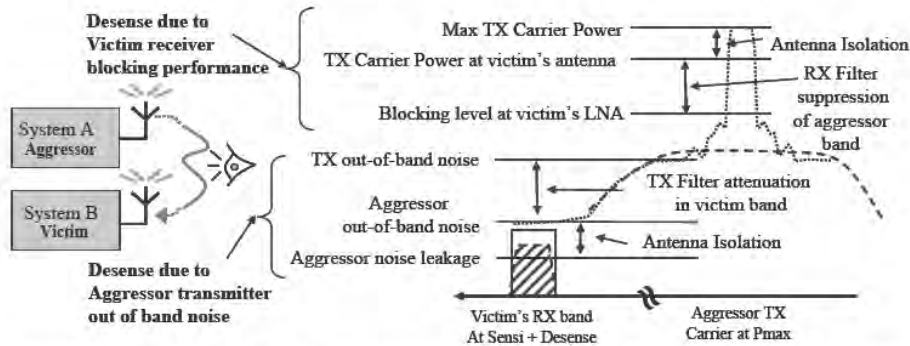 Desense due to
Victim receiver
blocking performance
System A
Aggressor
System B
Victim
Desense due to
Aggressor transmitter
out of band noise
Max TX Carrier Power
TX Carrier Power at victim's antenna
Blocking level at victim's LNA
TX out-of-band noise
Aggressor
out-of-band noise
Aggressor noise leakage
Antenna Isolation
RX Filter
suppression
of aggressor
band
TX Filter attenuation
in victim band
Antenna Isolation
Victim's RX band
At Sensi + Desense
Aggressor TX
Carrier at Pmax